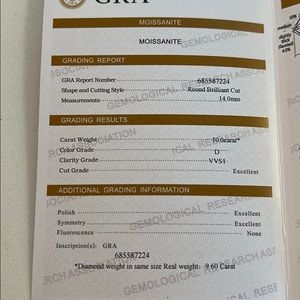 GRA
MOISSANITE
MOISSANITE
GRADING REPORT
GRA Report Number 685587224
Shape and Cutting Style Round Brilliant Cut
Measurements 14.0mm
GRADING RESULTS
Carat Weight 10.0carat
Color Grade D
Clarity Grade VVS1
Cut Grade Excellent
ADDITIONAL GRADING INFORMATION
Polish Excellent
Symmetry Excellent
Fluorescence None
Inscription(s): GRA
685587224
*Diamond weight in same size Real weight: 9.60 Carat